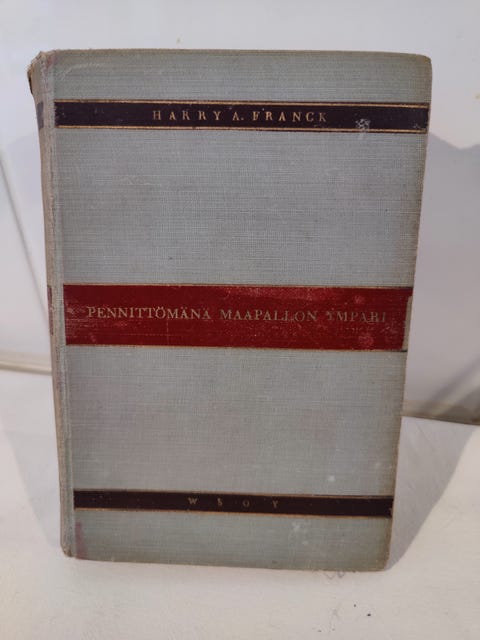 HARRY A. FRANCK
PENNITTÖMÄNÄ MAAPALLON YMPÄRI
WSOY